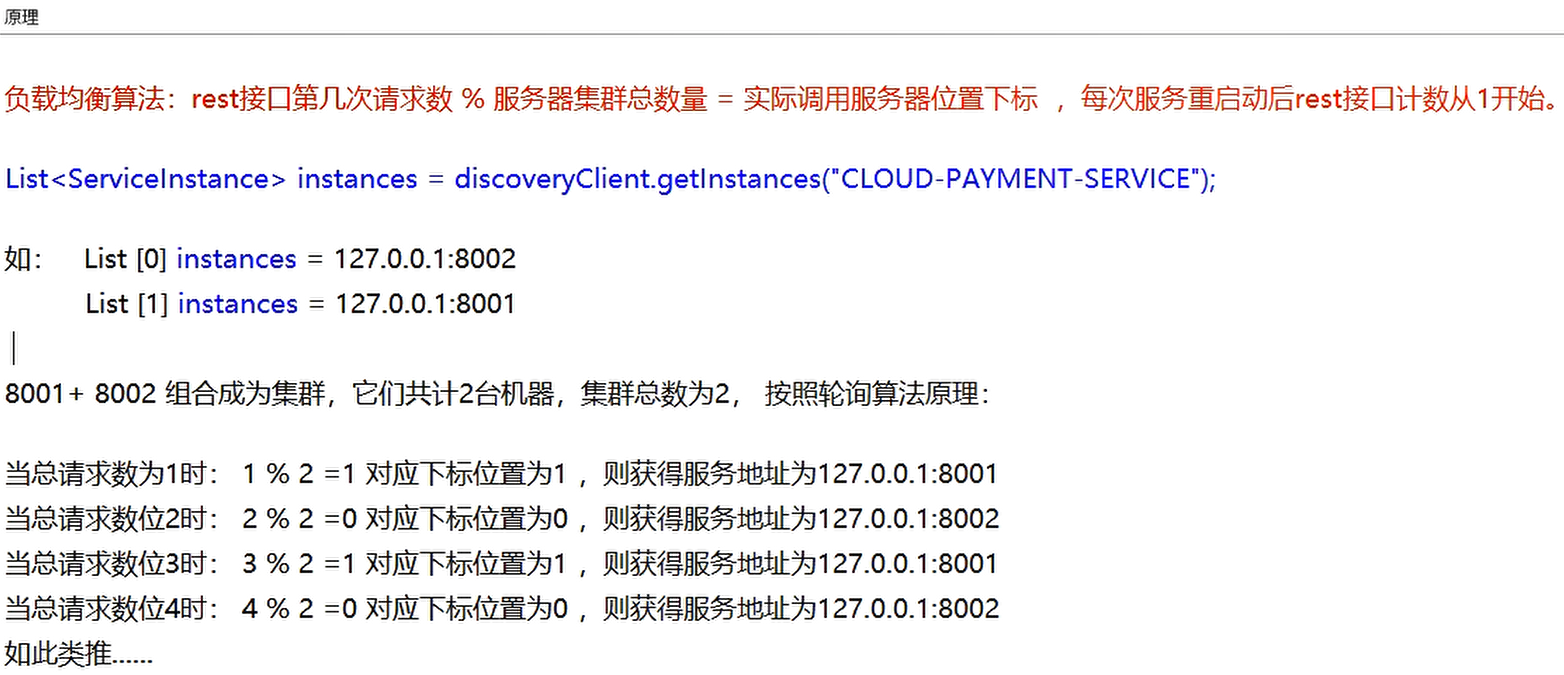 原理
负载均衡算法：rest接口第几次请求数 % 服务器集群总数量 = 实际调用服务器位置下标 ，每次服务重启动后rest接口计数从1开始。
List<ServiceInstance> instances = discoveryClient.getInstances("CLOUD-PAYMENT-SERVICE");
如： List [0] instances = 127.0.0.1:8002
List [1] instances = 127.0.0.1:8001
8001+ 8002 组合成为集群，它们共计2台机器，集群总数为2， 按照轮询算法原理：
当总请求数为1时： 1 % 2 =1 对应下标位置为1 ，则获得服务地址为127.0.0.1:8001
当总请求数位2时： 2 % 2 =0 对应下标位置为0 ，则获得服务地址为127.0.0.1:8002
当总请求数位3时： 3 % 2 =1 对应下标位置为1 ，则获得服务地址为127.0.0.1:8001
当总请求数位4时： 4 % 2 =0 对应下标位置为0 ，则获得服务地址为127.0.0.1:8002
如此类推......